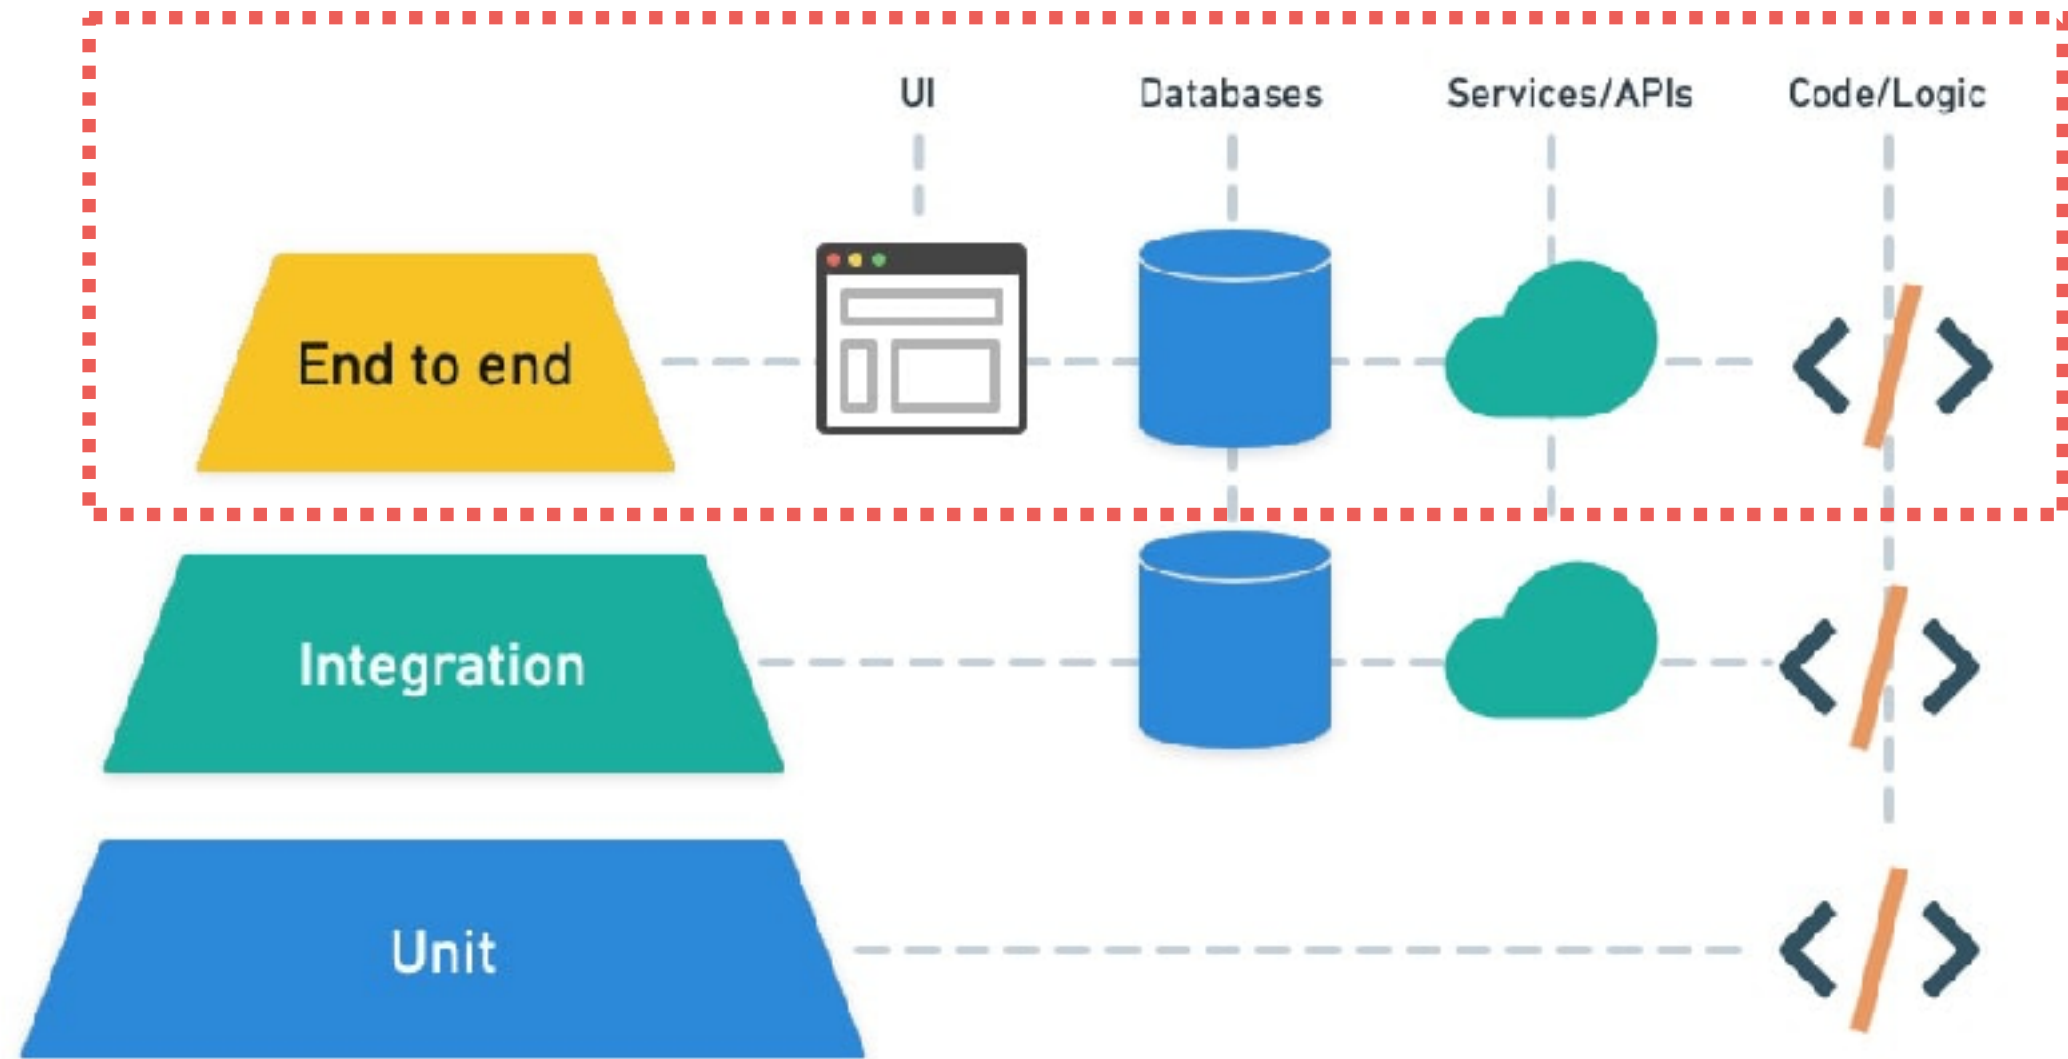 UI Databases Services/APIs Code/Logic
End to end
Integration
Unit